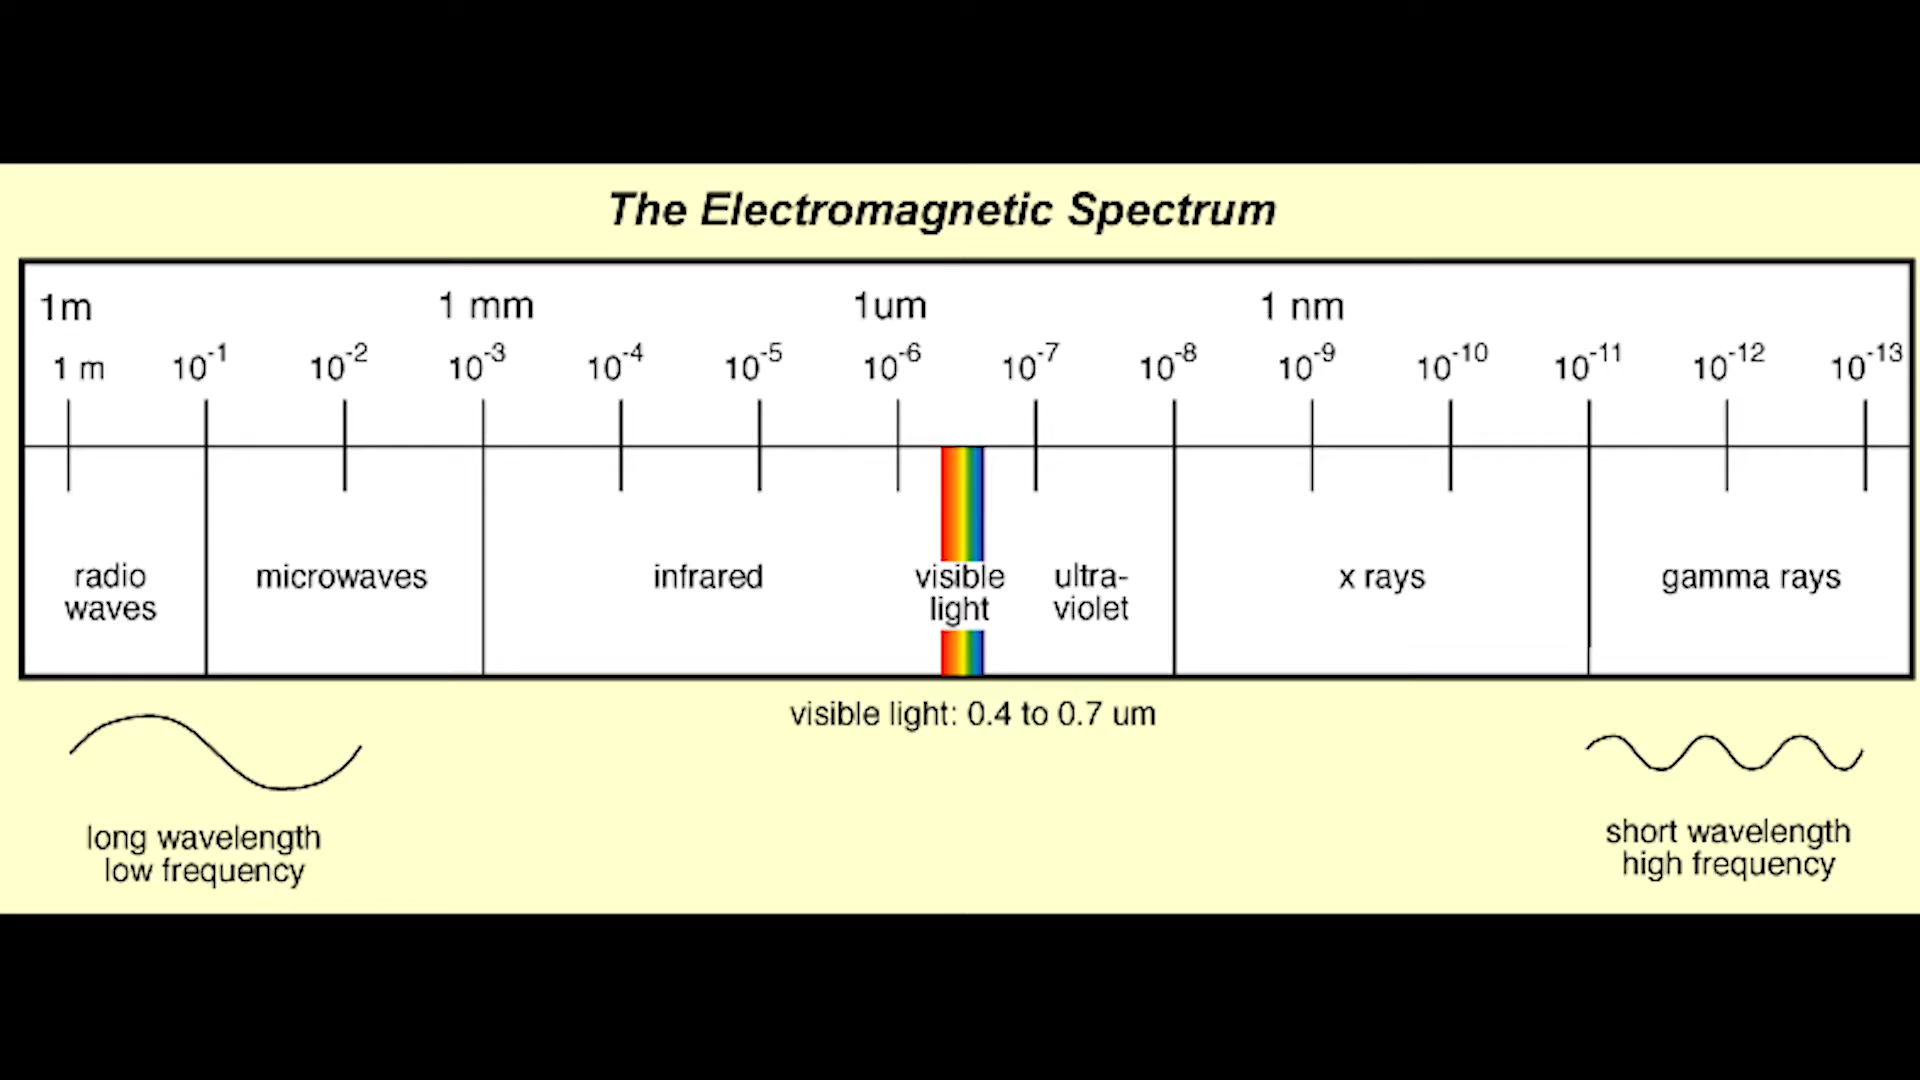 The Electromagnetic Spectrum
1m 1 mm 1um 1 nm
1 m 10⁻¹ 10⁻² 10⁻³ 10⁻⁴ 10⁻⁵ 10⁻⁶ 10⁻⁷ 10⁻⁸ 10⁻⁹ 10⁻¹⁰ 10⁻¹¹ 10⁻¹² 10⁻¹³
radio
waves
microwaves
infrared
visible
light
ultra-
violet
x rays
gamma rays
visible light: 0.4 to 0.7 um
long wavelength
low frequency
short wavelength
high frequency